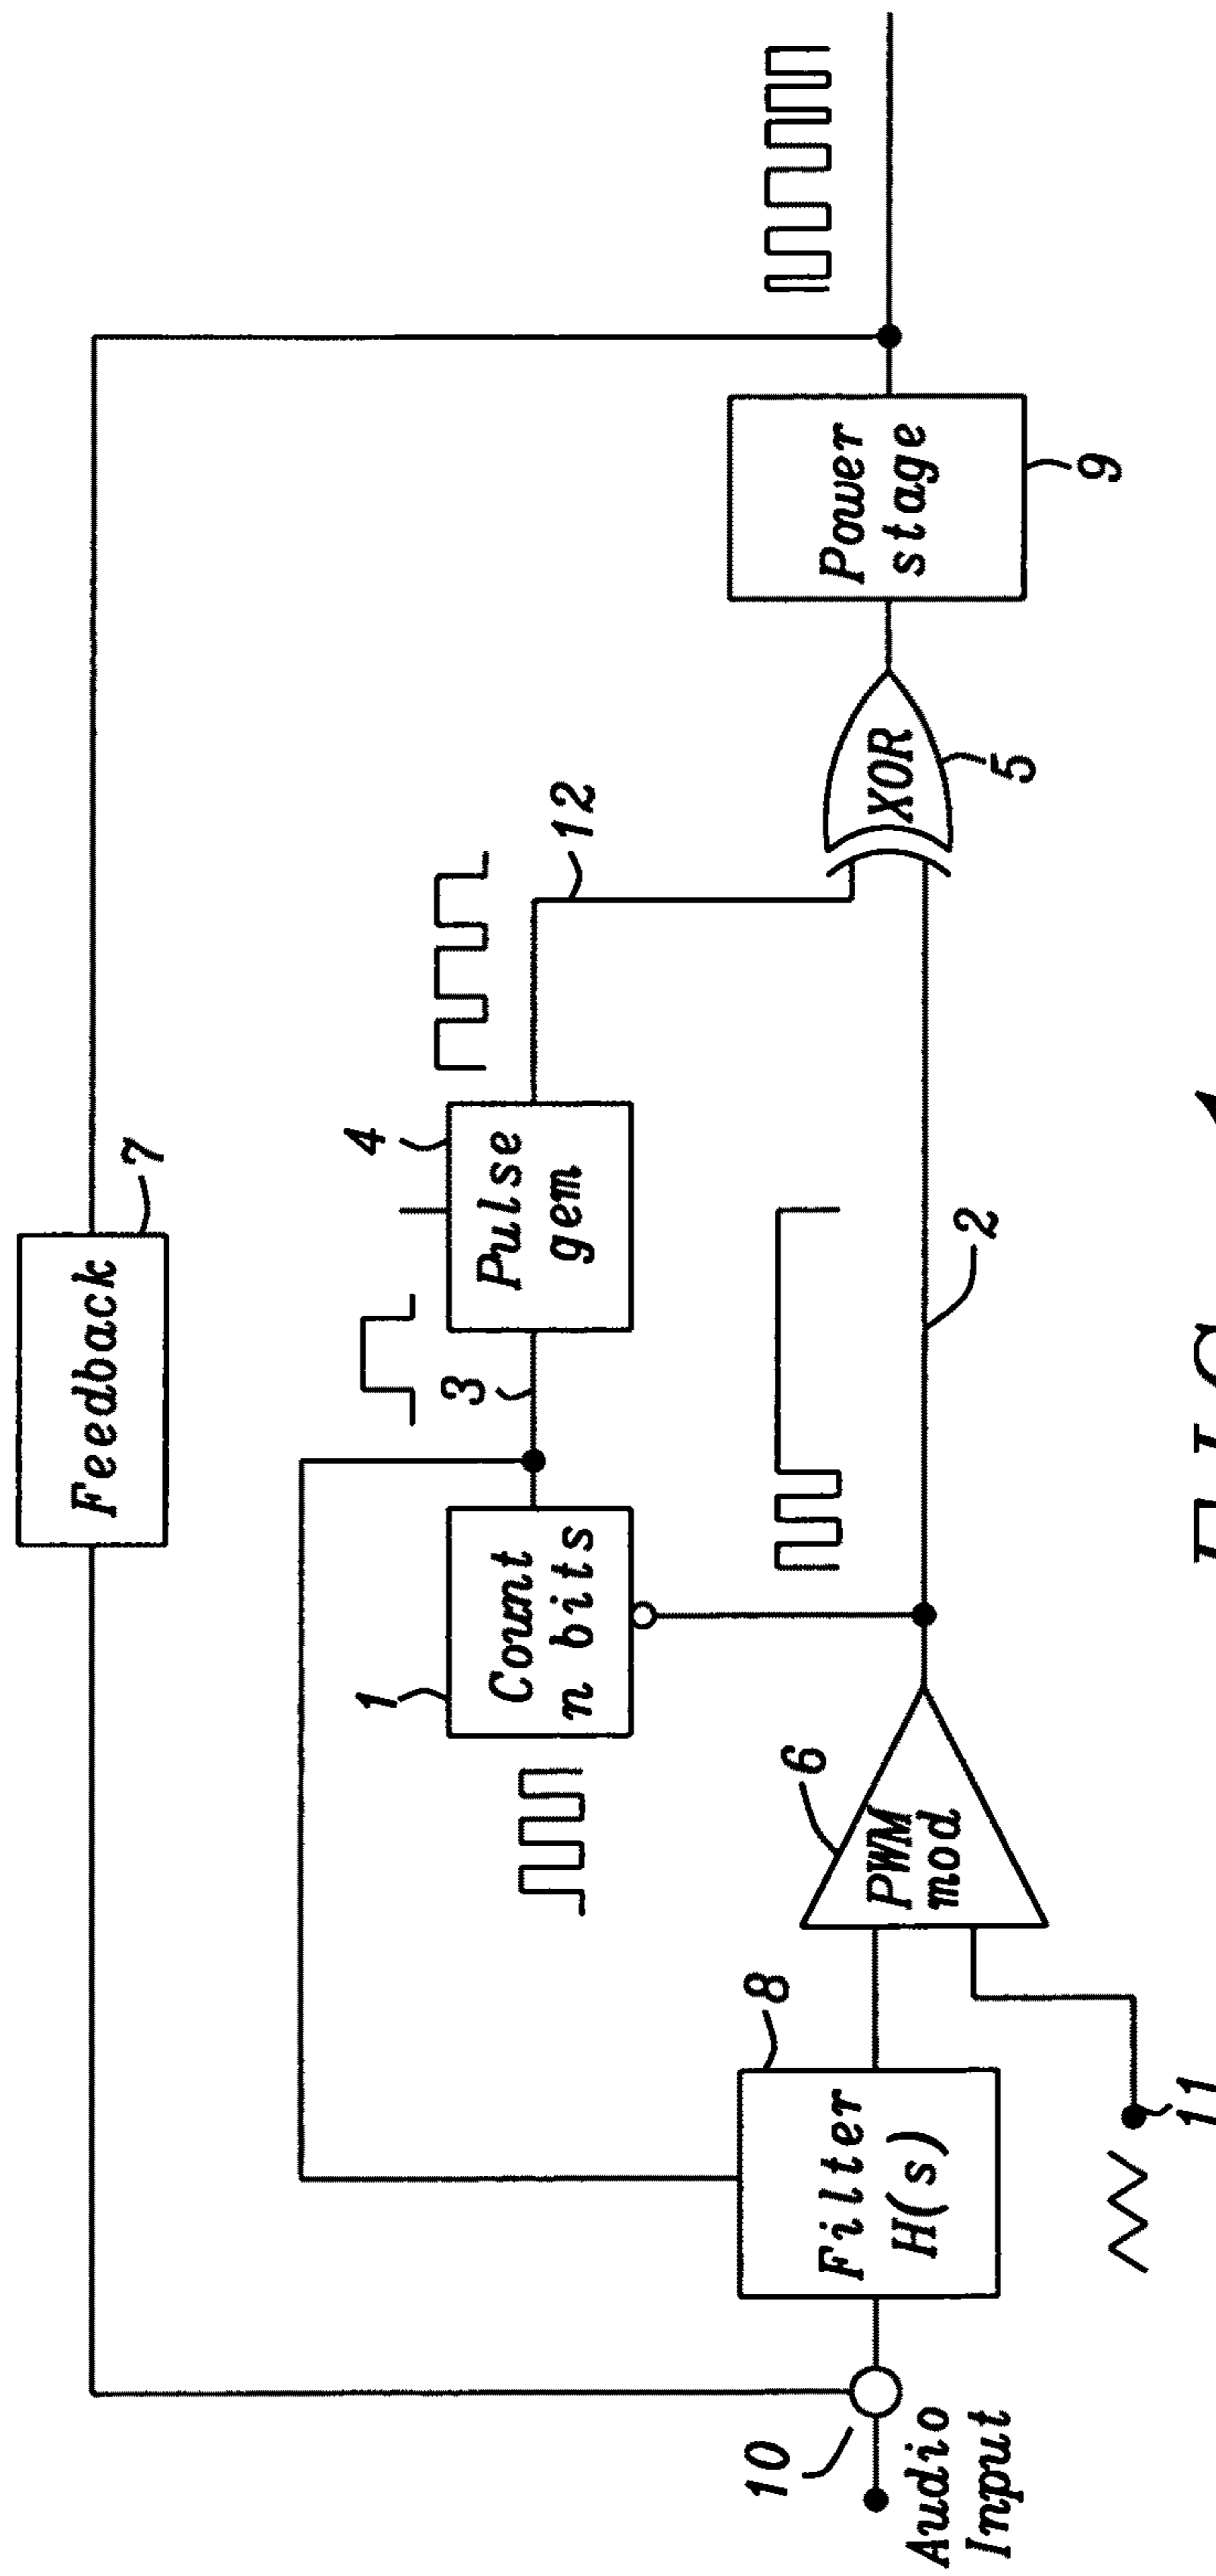 Feedback
7
12
4
Pulse
gem
3
1
Count
n bits
Power
stage
9
XOR
5
2
6
PWM
mod
8
Filter
H(s)
10
Audio
Input
11